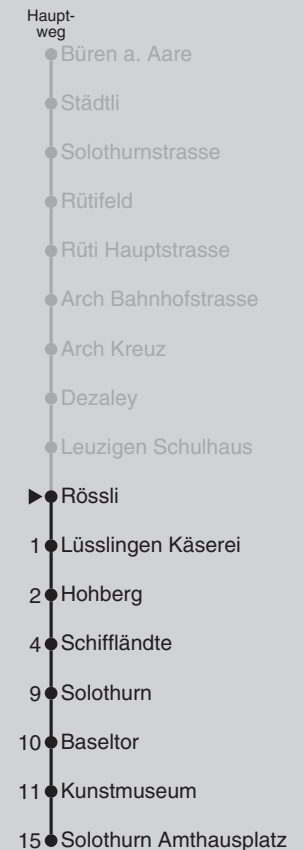 Haupt-
weg
Büren a. Aare
Städtli
Solothurnstrasse
Rütifeld
Rüti Hauptstrasse
Arch Bahnhofstrasse
Arch Kreuz
Dezaley
Leuzigen Schulhaus
Rössli
1 Lüsslingen Käserei
2 Hohberg
4 Schiffländte
9 Solothurn
10 Baseltor
11 Kunstmuseum
15 Solothurn Amthausplatz